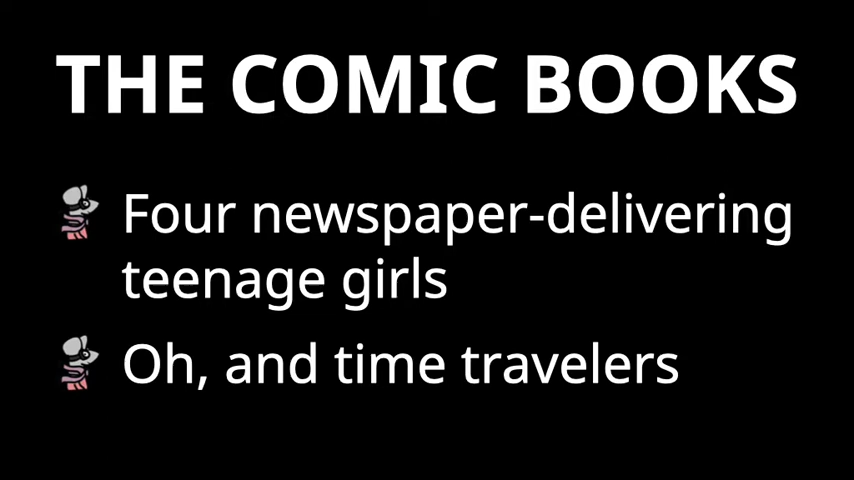 THE COMIC BOOKS
Four newspaper-delivering
teenage girls
Oh, and time travelers